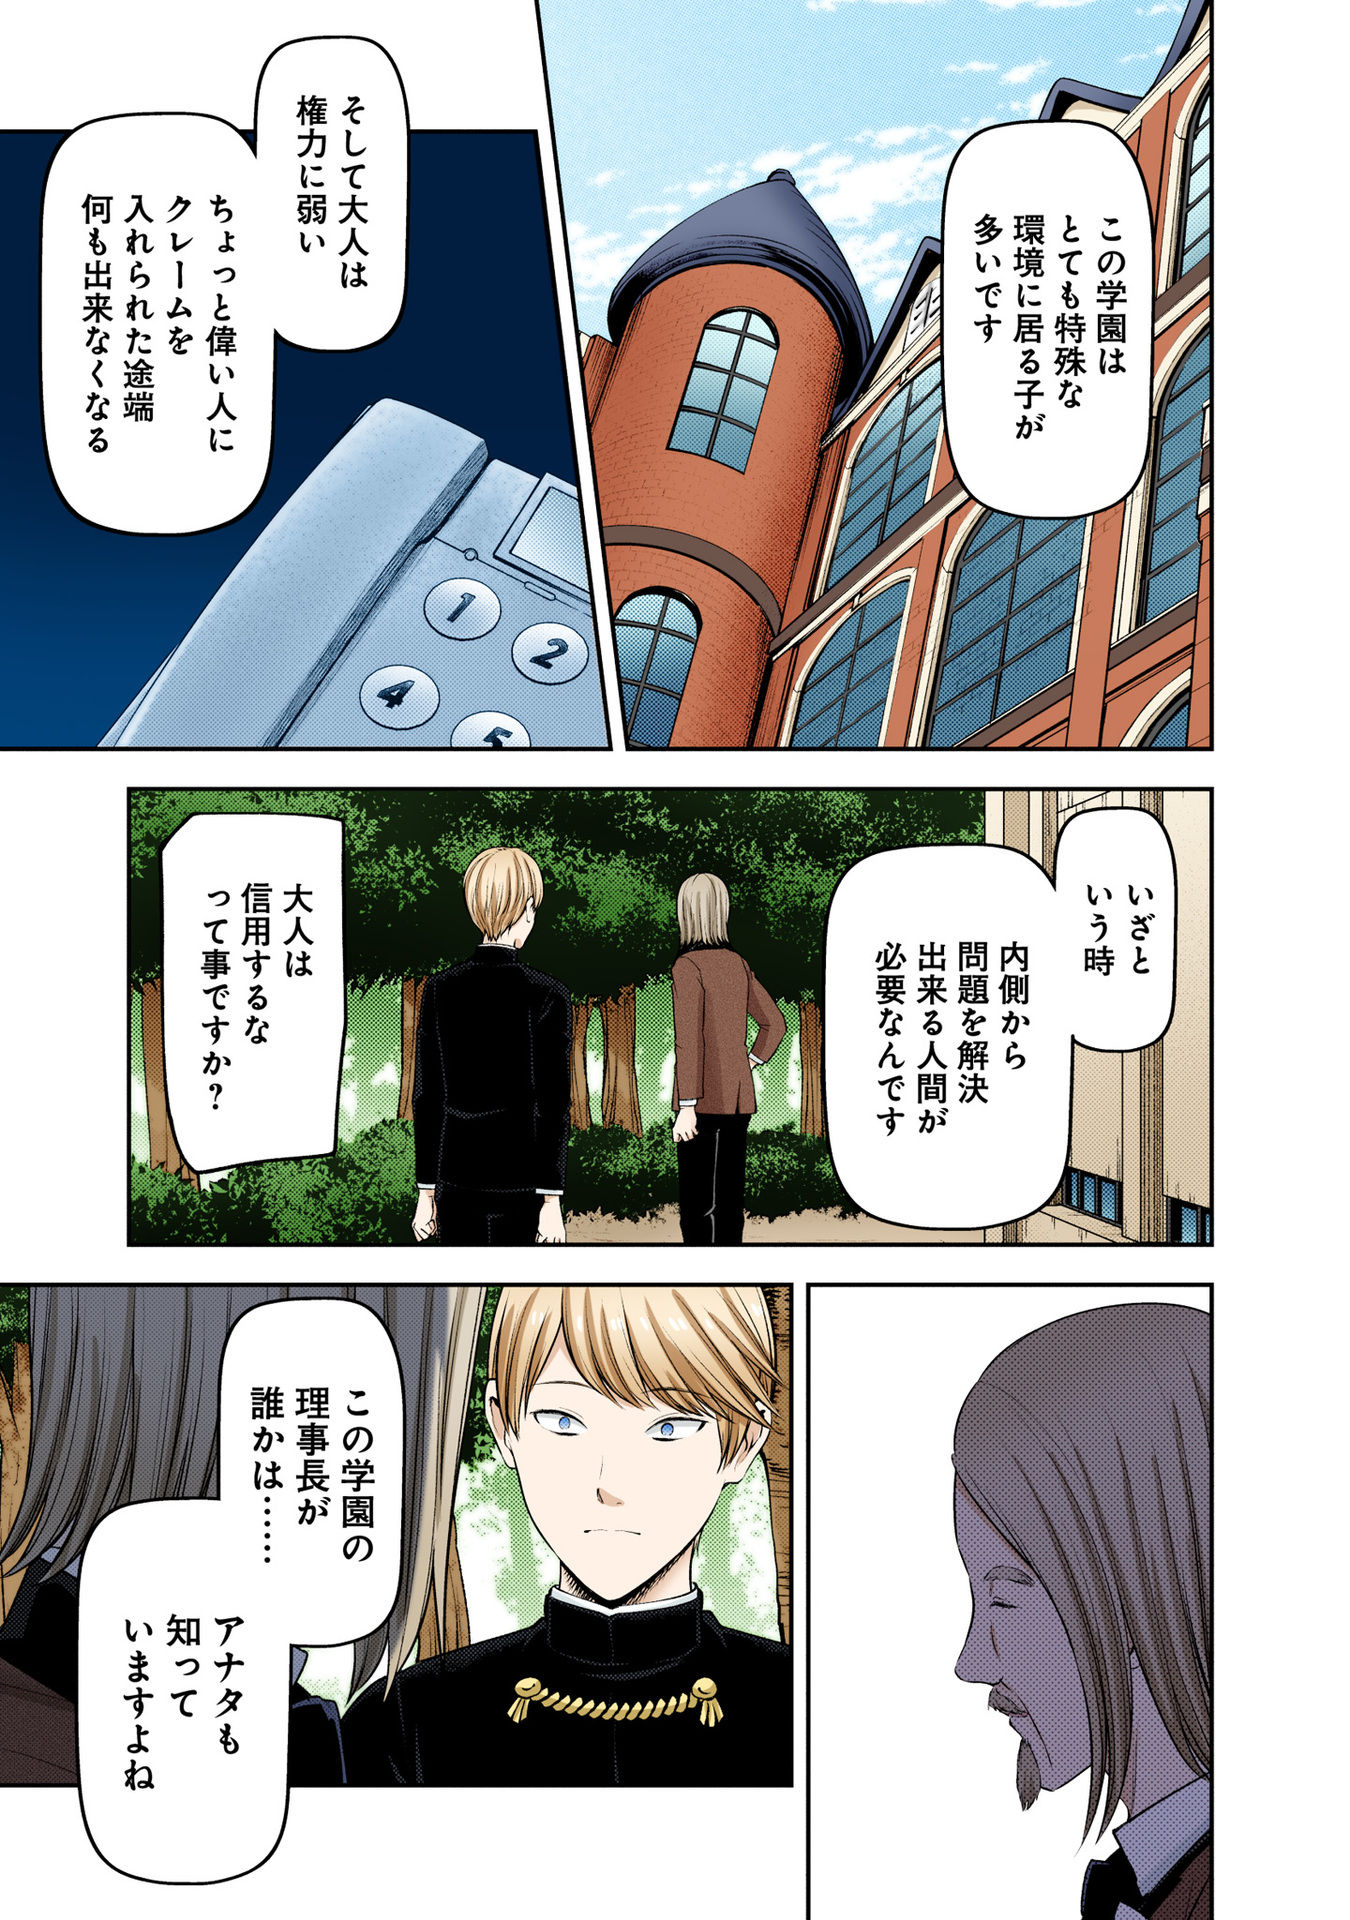 この学園は
とても特殊な
環境に居る子が
多いです
そして大人は
権力に弱い
ちょっと偉い人に
クレームを
入れられた途端
何も出来なくなる
1
2
4
5
いざと
いう時
内側から
問題を解決
出来る人間が
必要なんです
大人は
信用するな
って事ですか？
この学園の
理事長が
誰かは……
アナタも
知って
いますよね